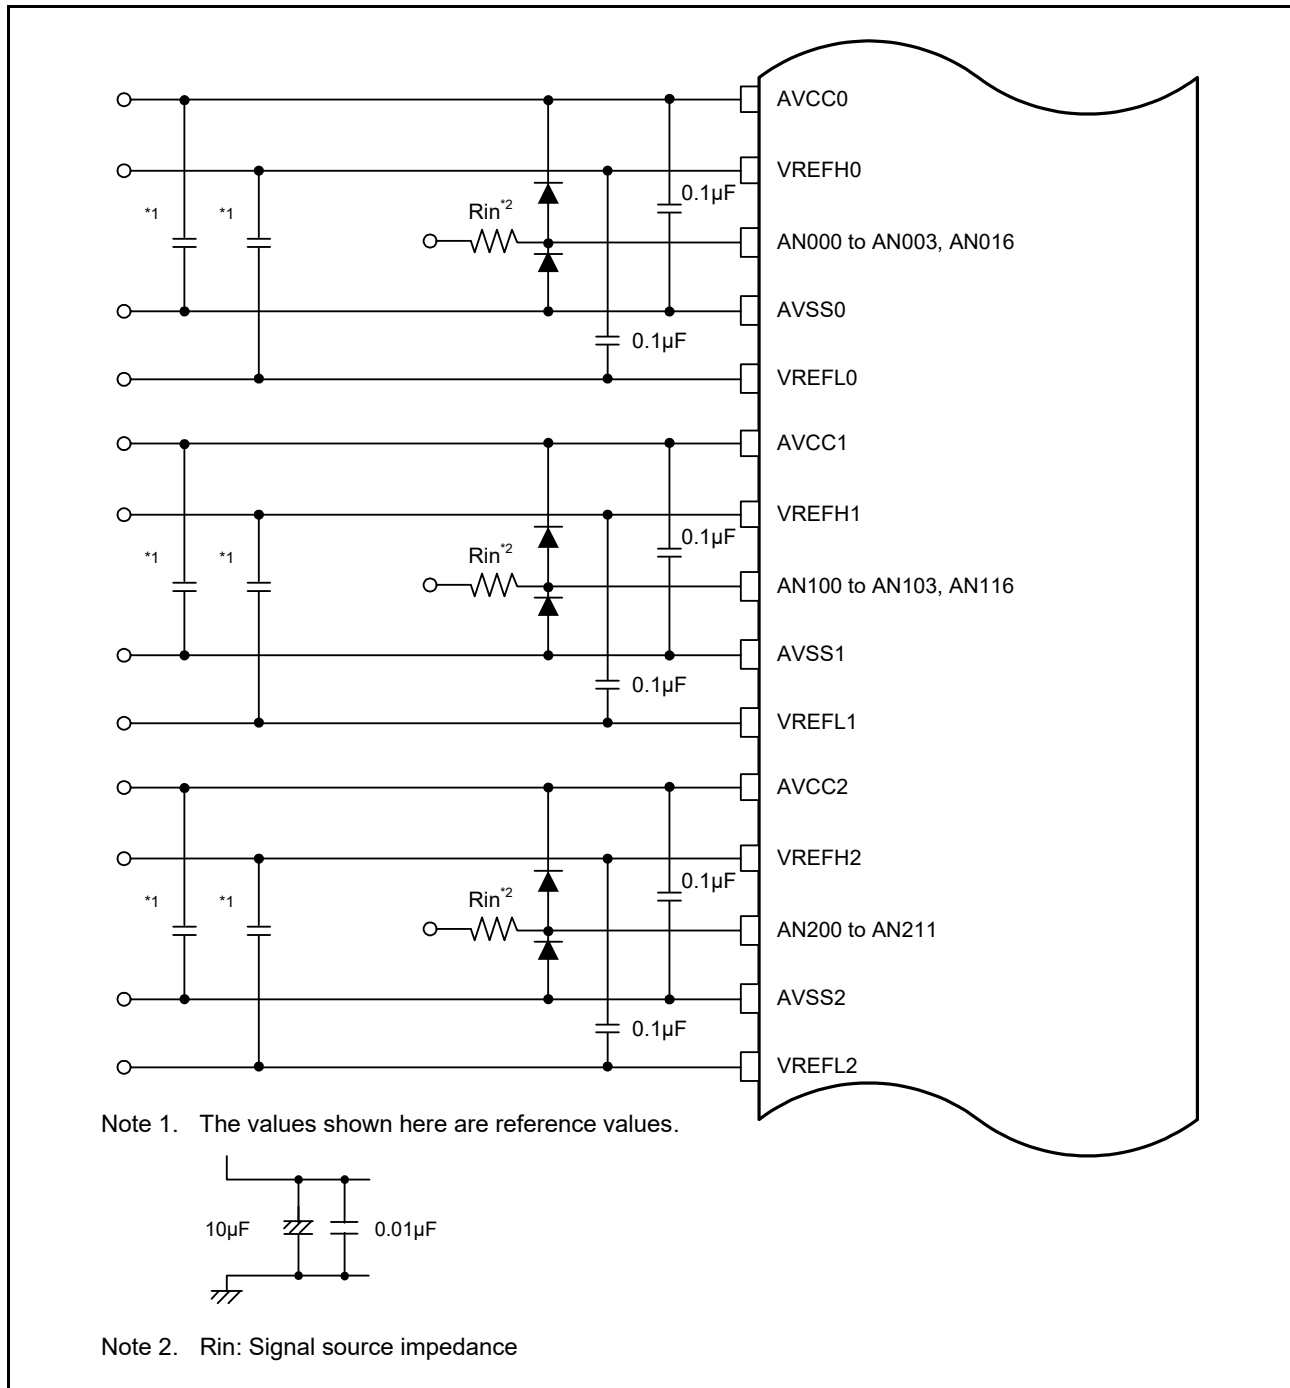 AVCC0
VREFH0
0.1µF
*1 *1 Rin*2
AN000 to AN003, AN016
AVSS0
0.1µF
VREFL0
AVCC1
VREFH1
0.1µF
*1 *1 Rin*2
AN100 to AN103, AN116
AVSS1
0.1µF
VREFL1
AVCC2
VREFH2
0.1µF
*1 *1 Rin*2
AN200 to AN211
AVSS2
0.1µF
VREFL2
Note 1. The values shown here are reference values.
10µF 0.01µF
Note 2. Rin: Signal source impedance